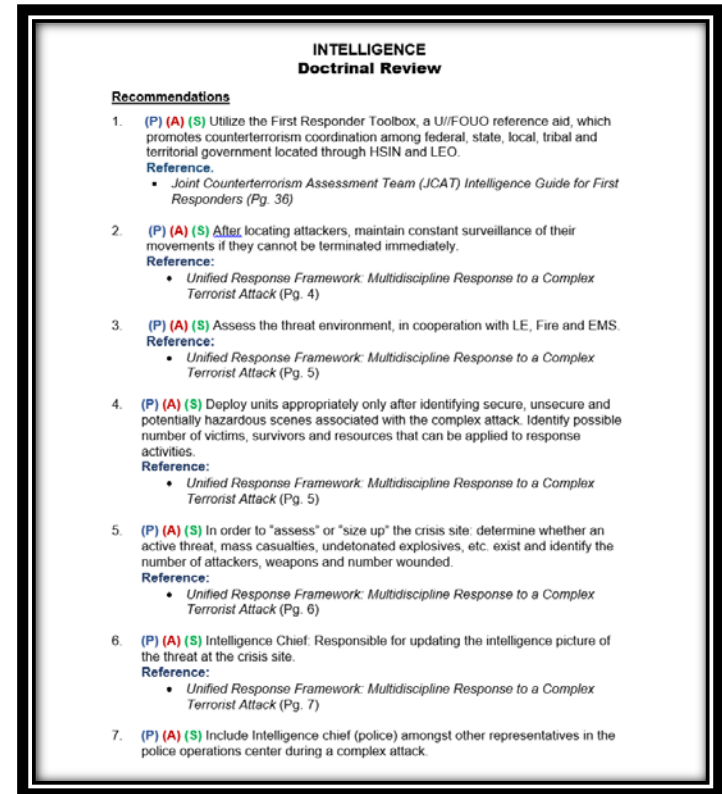 INTELLIGENCE
Doctrinal Review
Recommendations
1. (P) (A) (S) Utilize the First Responder Toolbox, a U//FOUO reference aid, which
promotes counterterrorism coordination among federal, state, local, tribal and
territorial government located through HSIN and LEO.
Reference.
▪ Joint Counterterrorism Assessment Team (JCAT) Intelligence Guide for First
Responders (Pg. 36)
2. (P) (A) (S) After locating attackers, maintain constant surveillance of their
movements if they cannot be terminated immediately.
Reference:
• Unified Response Framework: Multidiscipline Response to a Complex
Terrorist Attack (Pg. 4)
3. (P) (A) (S) Assess the threat environment, in cooperation with LE, Fire and EMS.
Reference:
• Unified Response Framework: Multidiscipline Response to a Complex
Terrorist Attack (Pg. 5)
4. (P) (A) (S) Deploy units appropriately only after identifying secure, unsecure and
potentially hazardous scenes associated with the complex attack. Identify possible
number of victims, survivors and resources that can be applied to response
activities.
Reference:
• Unified Response Framework: Multidiscipline Response to a Complex
Terrorist Attack (Pg. 5)
5. (P) (A) (S) In order to "assess" or "size up" the crisis site: determine whether an
active threat, mass casualties, undetonated explosives, etc. exist and identify the
number of attackers, weapons and number wounded.
Reference:
• Unified Response Framework: Multidiscipline Response to a Complex
Terrorist Attack (Pg. 6)
6. (P) (A) (S) Intelligence Chief: Responsible for updating the intelligence picture of
the threat at the crisis site.
Reference:
• Unified Response Framework: Multidiscipline Response to a Complex
Terrorist Attack (Pg. 7)
7. (P) (A) (S) Include Intelligence chief (police) amongst other representatives in the
police operations center during a complex attack.